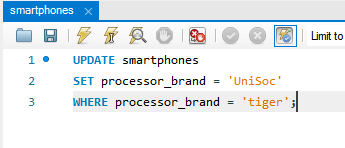 smartphones
Limit to
1 UPDATE smartphones
2 SET processor_brand = 'UniSoc'
3 WHERE processor_brand = 'tiger';